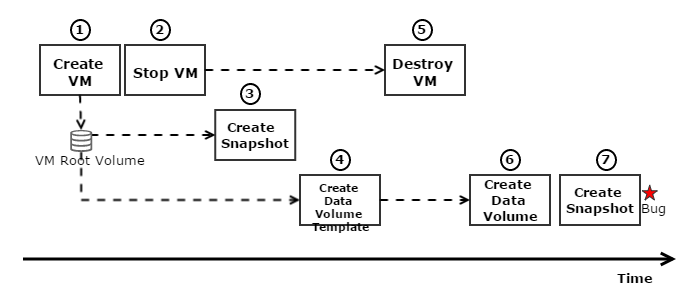 1
2
5
Create
VM
Stop VM
Destroy
VM
3
Create
Snapshot
VM Root Volume
4
6
7
Create
Data
Volume
Template
Create
Data
Volume
Create
Snapshot
Bug
Time